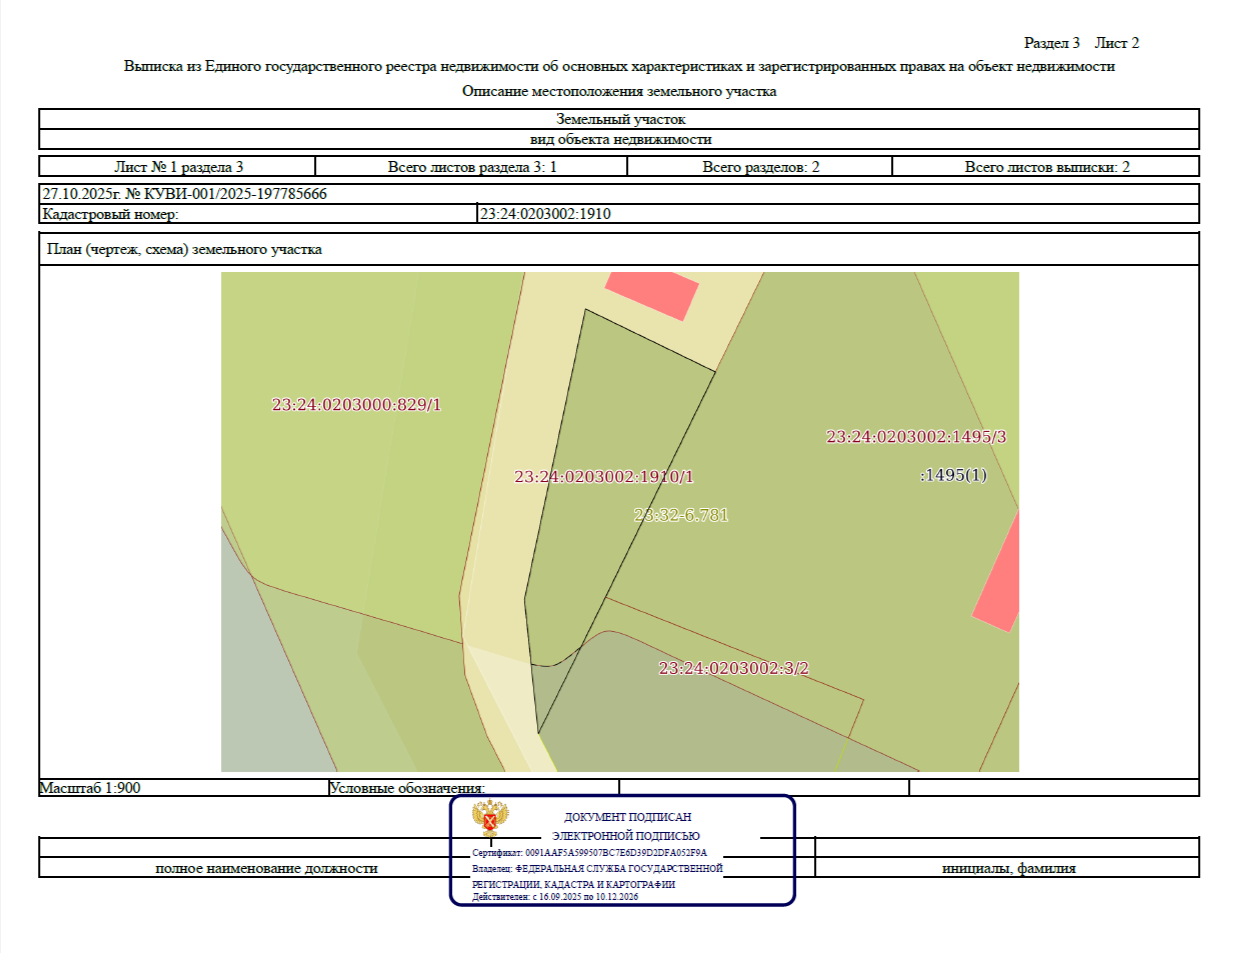 Раздел 3 Лист 2
Выписка из Единого государственного реестра недвижимости об основных характеристиках и зарегистрированных правах на объект недвижимости
Описание местоположения земельного участка
Земельный участок
вид объекта недвижимости
Лист № 1 раздела 3 Всего листов раздела 3: 1 Всего разделов: 2 Всего листов выписки: 2
27.10.2025г. № КУВИ-001/2025-197785666
Кадастровый номер: 23:24:0203002:1910
План (чертеж, схема) земельного участка
23:24:0203000:829/1
23:24:0203002:1495/3
23:24:0203002:1910/1
:1495(1)
23:32-6.781
23:24:0203002:3/2
Масштаб 1:900 Условные обозначения:
ДОКУМЕНТ ПОДПИСАН
ЭЛЕКТРОННОЙ ПОДПИСЬЮ
Сертификат: 0091AAF5A599507BC7E6D39D2DFA052F9A
Владелец: ФЕДЕРАЛЬНАЯ СЛУЖБА ГОСУДАРСТВЕННОЙ
РЕГИСТРАЦИИ, КАДАСТРА И КАРТОГРАФИИ
Действителен: с 16.09.2025 по 10.12.2026
полное наименование должности инициалы, фамилия